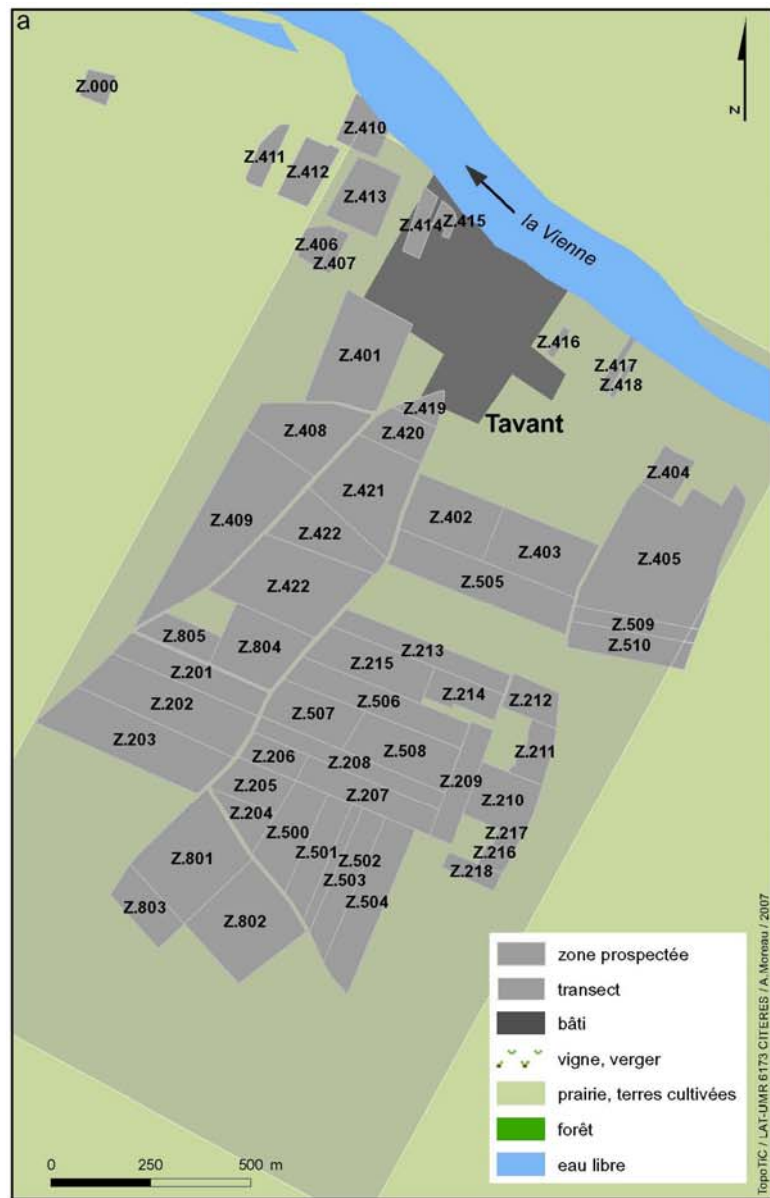 a
Z.000
Z.410
Z.411
Z.412
Z.413
Z.414
Z.415
la Vienne
N
Z.406
Z.407
Z.401
Z.416
Z.417
Z.418
Z.419
Tavant
Z.408
Z.420
Z.404
Z.421
Z.402
Z.409
Z.422
Z.403
Z.405
Z.505
Z.422
Z.509
Z.510
Z.805
Z.804
Z.213
Z.215
Z.201
Z.214
Z.212
Z.202
Z.506
Z.507
Z.203
Z.508
Z.211
Z.206
Z.208
Z.209
Z.205
Z.207
Z.210
Z.204
Z.500
Z.217
Z.501
Z.502
Z.216
Z.801
Z.503
Z.218
Z.504
Z.803
Z.802
zone prospectée
transect
bâti
vigne, verger
prairie, terres cultivées
forêt
eau libre
0 250 500 m
TopoTiC / LAT-UMR 6173 CITERES / A.Moreau / 2007